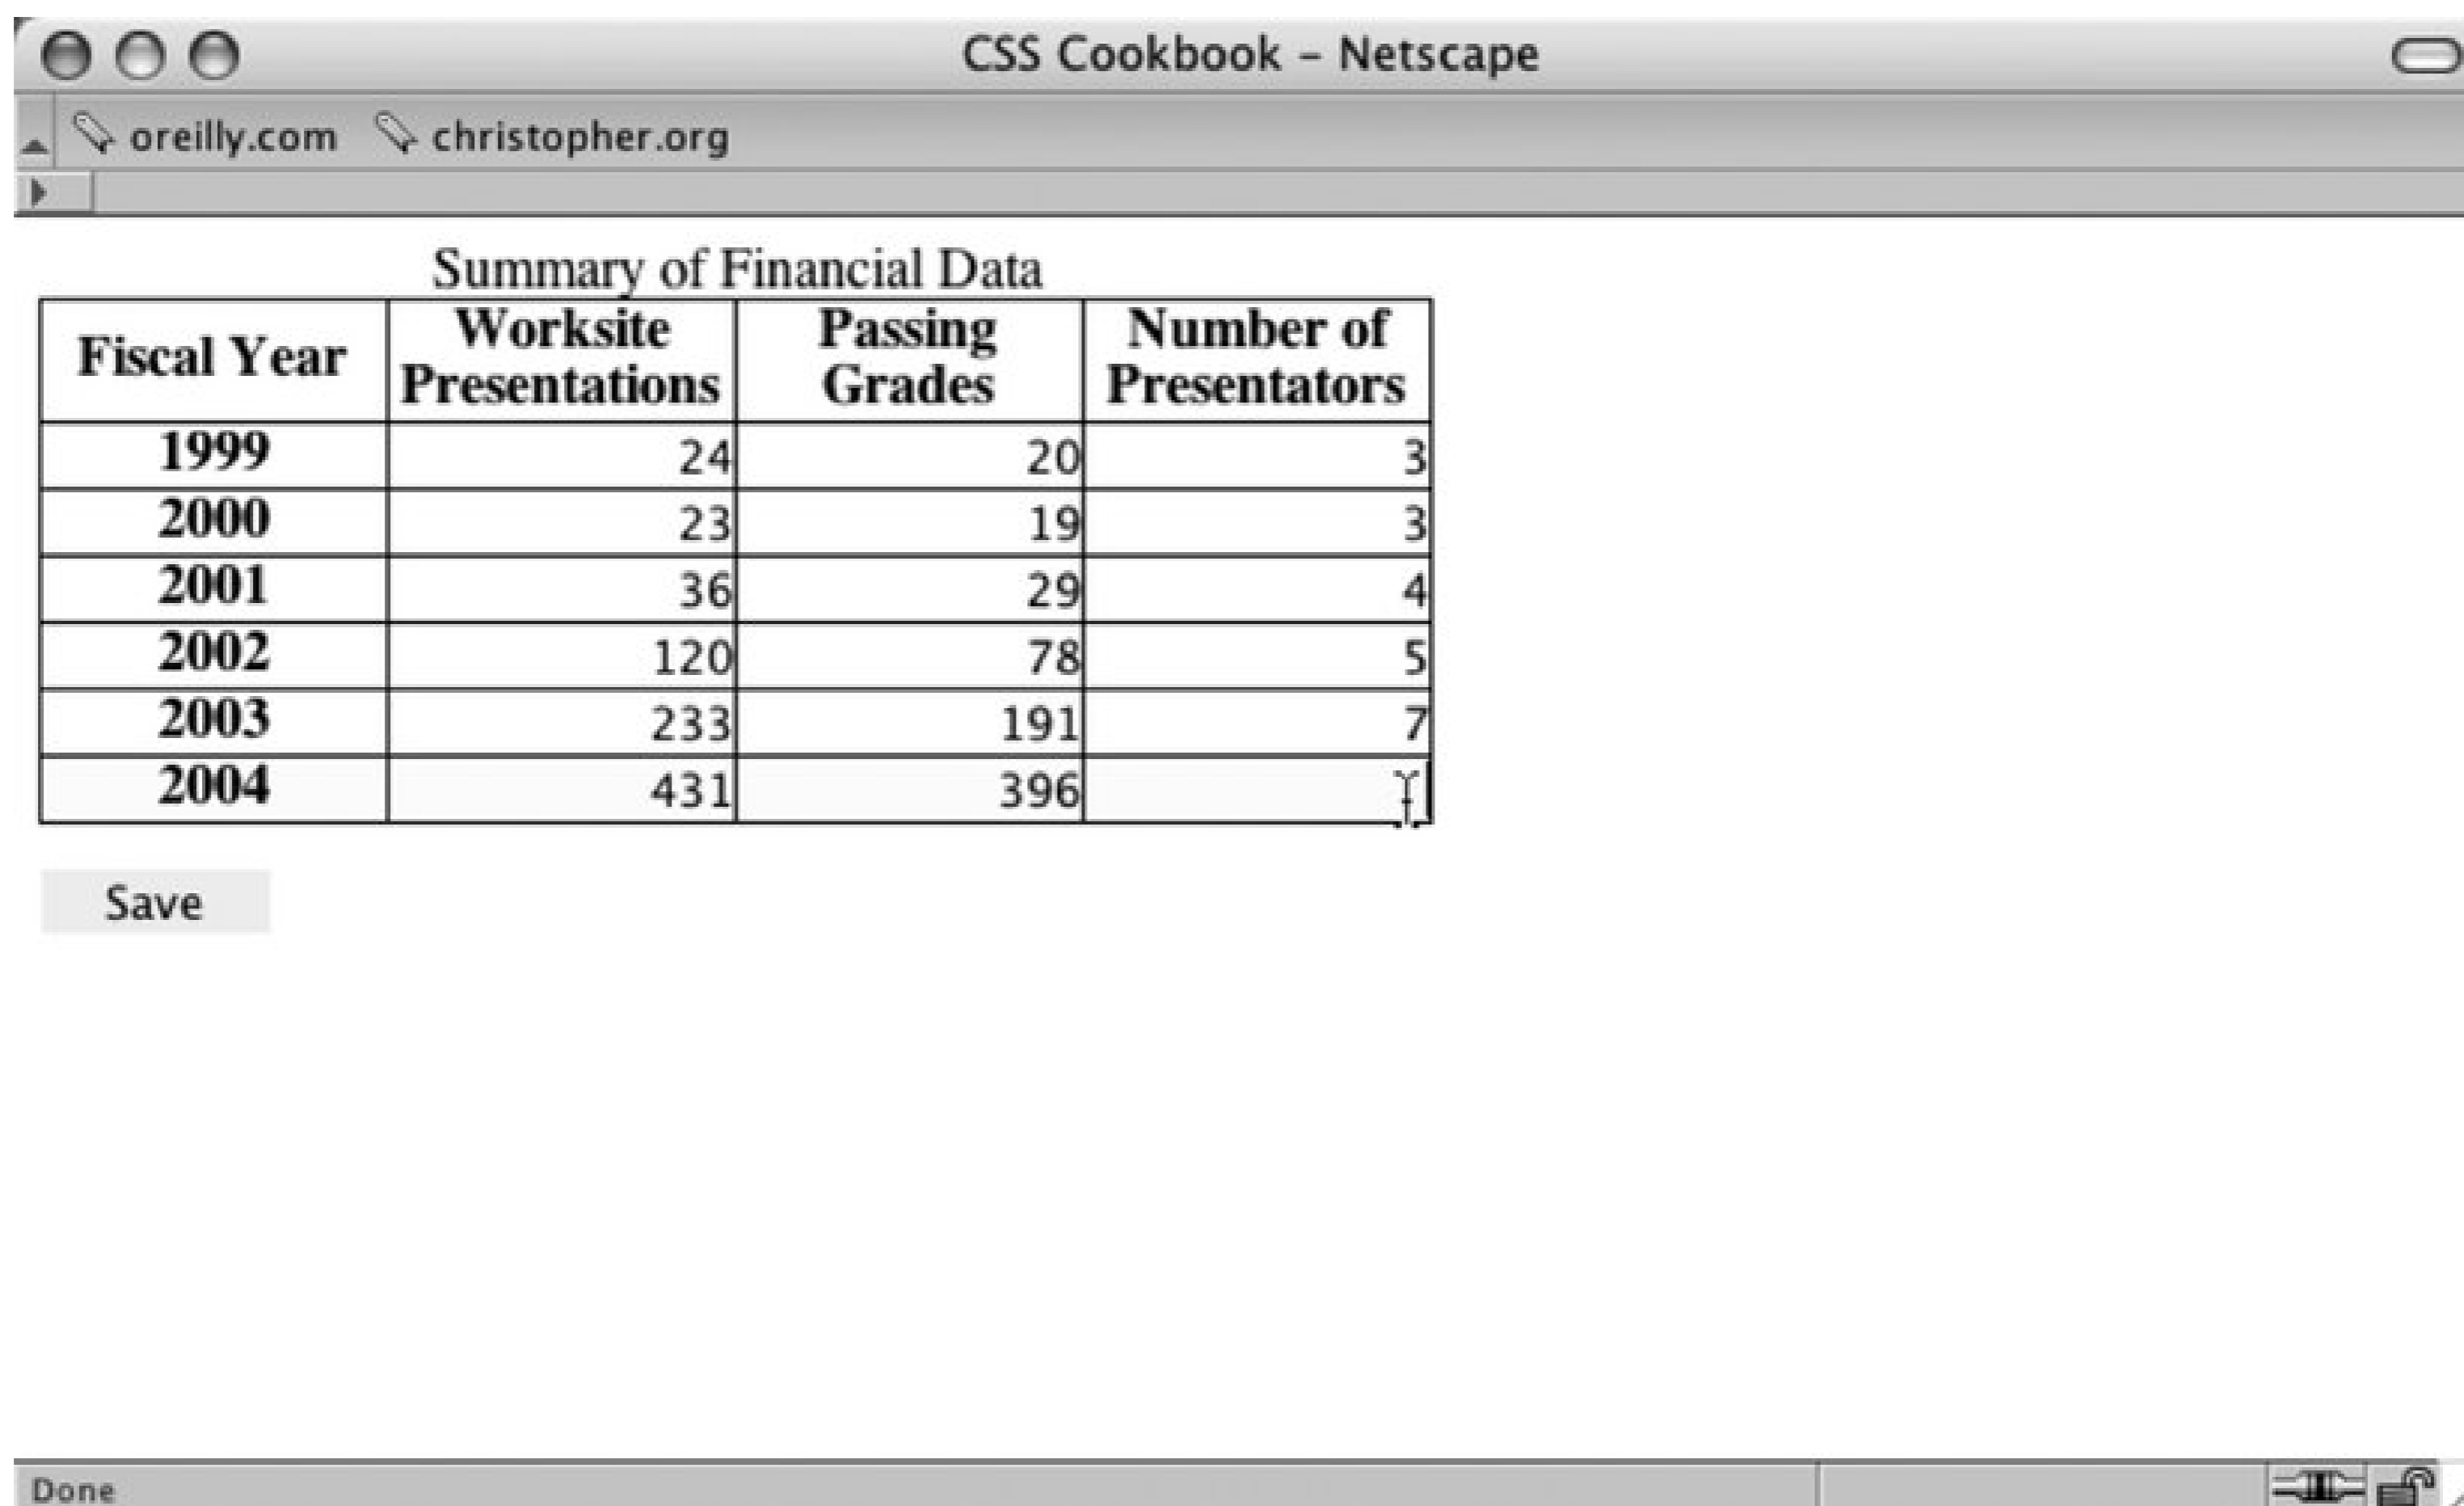 CSS Cookbook – Netscape
oreilly.com christopher.org
Summary of Financial Data
Fiscal Year Worksite Presentations Passing Grades Number of Presentators
1999 24 20 3
2000 23 19 3
2001 36 29 4
2002 120 78 5
2003 233 191 7
2004 431 396
Save
Done